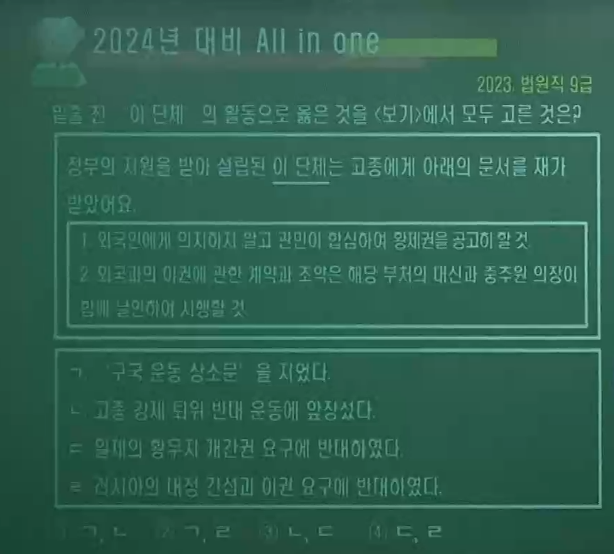 2024년 대비 All in one
2023. 법원직 9급
밑줄 친 '이 단체'의 활동으로 옳은 것을 <보기>에서 모두 고른 것은?
정부의 지원을 받아 설립된 이 단체는 고종에게 아래의 문서를 재가
받았어요.
1. 외국인에게 의지하지 말고 관민이 합심하여 황제권을 공고히 할 것.
2. 외국과의 이권에 관한 계약과 조약은 해당 부처의 대신과 중추원 의장이
함께 날인하여 시행할 것.
ㄱ. '구국 운동 상소문'을 지었다.
ㄴ. 고종 강제 퇴위 반대 운동에 앞장섰다.
ㄷ. 일제의 황무지 개간권 요구에 반대하였다.
ㄹ. 러시아의 내정 간섭과 이권 요구에 반대하였다.
(1) ㄱ, ㄴ (2) ㄱ, ㄹ (3) ㄴ, ㄷ (4) ㄷ, ㄹ